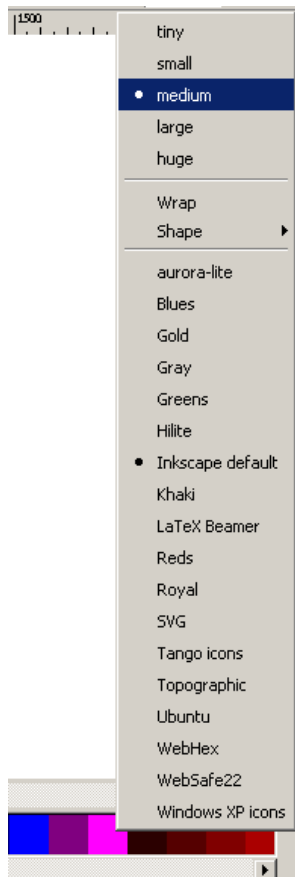 1500
tiny
small
medium
large
huge
Wrap
Shape
aurora-lite
Blues
Gold
Gray
Greens
Hilite
Inkscape default
Khaki
LaTeX Beamer
Reds
Royal
SVG
Tango icons
Topographic
Ubuntu
WebHex
WebSafe22
Windows XP icons